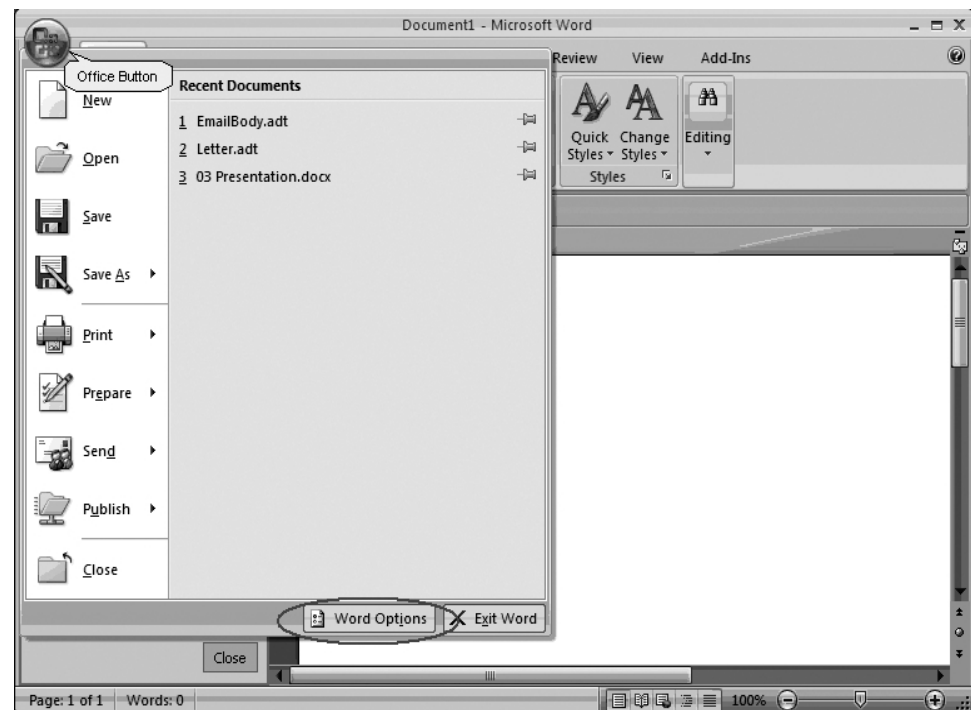 Document1 - Microsoft Word
Review View Add-Ins
Office Button
Recent Documents
New
1 EmailBody.adt
2 Letter.adt
3 03 Presentation.docx
Open
Save
Save As
Print
Prepare
Send
Publish
Close
Quick Styles
Change Styles
Editing
Styles
Word Options
Exit Word
Close
Page: 1 of 1 Words: 0
100%